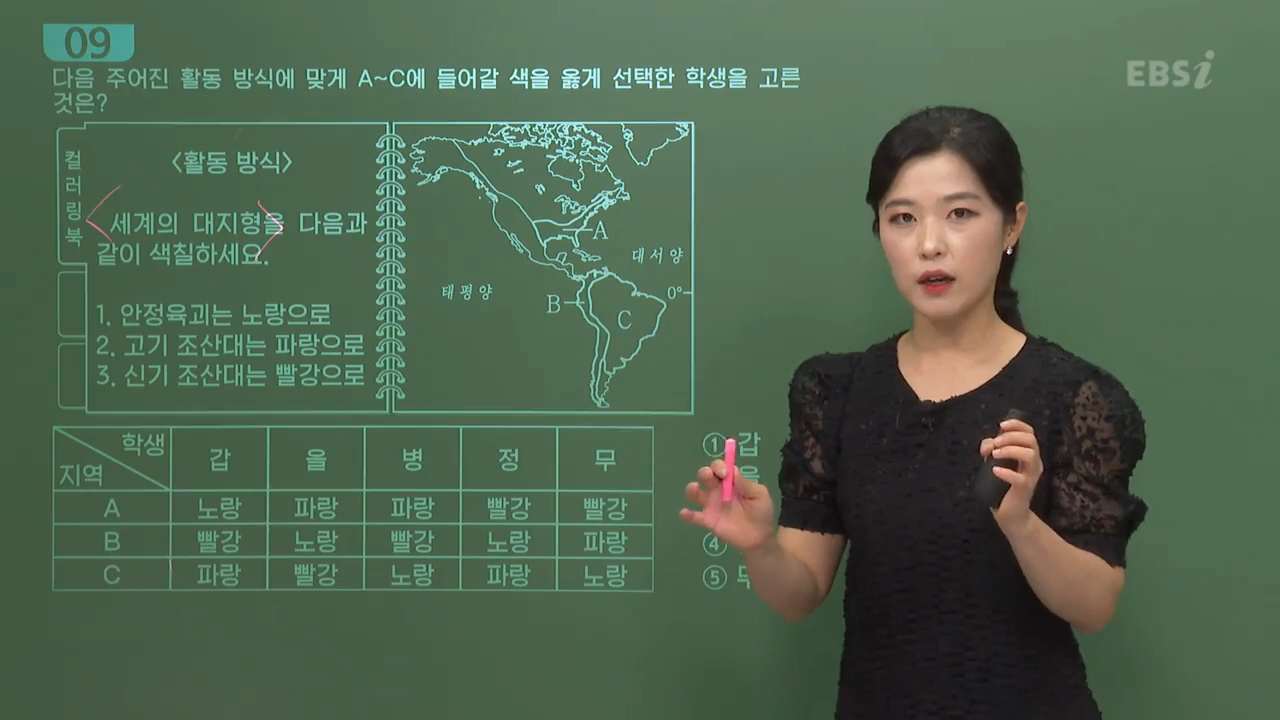 09
EBSi
다음 주어진 활동 방식에 맞게 A~C에 들어갈 색을 옳게 선택한 학생을 고른
것은?
컬러링북
<활동 방식>
세계의 대지형을 다음과
같이 색칠하세요.
1. 안정육괴는 노랑으로
2. 고기 조산대는 파랑으로
3. 신기 조산대는 빨강으로
A
대서양
태평양
0°
B
C
학생 갑 을 병 정 무
지역
A 노랑 파랑 파랑 빨강 빨강
B 빨강 노랑 빨강 노랑 파랑
C 파랑 빨강 노랑 파랑 노랑
① 갑
을
④
⑤ 무